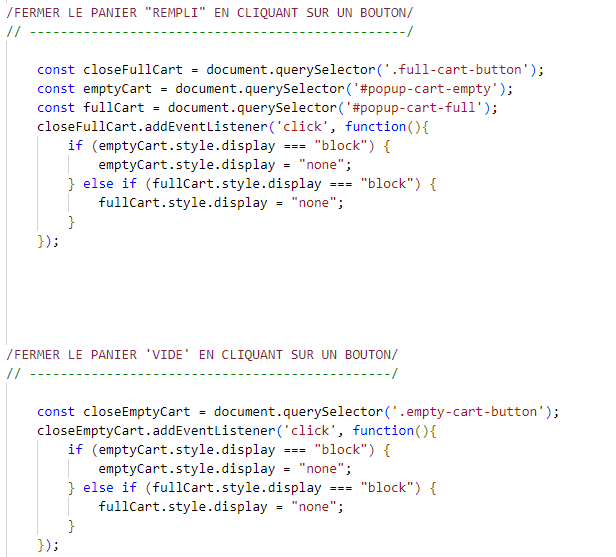 /FERMER LE PANIER "REMPLI" EN CLIQUANT SUR UN BOUTON/
// ------------------------------------------------/
const closeFullCart = document.querySelector('.full-cart-button');
const emptyCart = document.querySelector('#popup-cart-empty');
const fullCart = document.querySelector('#popup-cart-full');
closeFullCart.addEventListener('click', function(){
if (emptyCart.style.display === "block") {
emptyCart.style.display = "none";
} else if (fullCart.style.display === "block") {
fullCart.style.display = "none";
}
});
/FERMER LE PANIER 'VIDE' EN CLIQUANT SUR UN BOUTON/
// ----------------------------------------------/
const closeEmptyCart = document.querySelector('.empty-cart-button');
closeEmptyCart.addEventListener('click', function(){
if (emptyCart.style.display === "block") {
emptyCart.style.display = "none";
} else if (fullCart.style.display === "block") {
fullCart.style.display = "none";
}
});